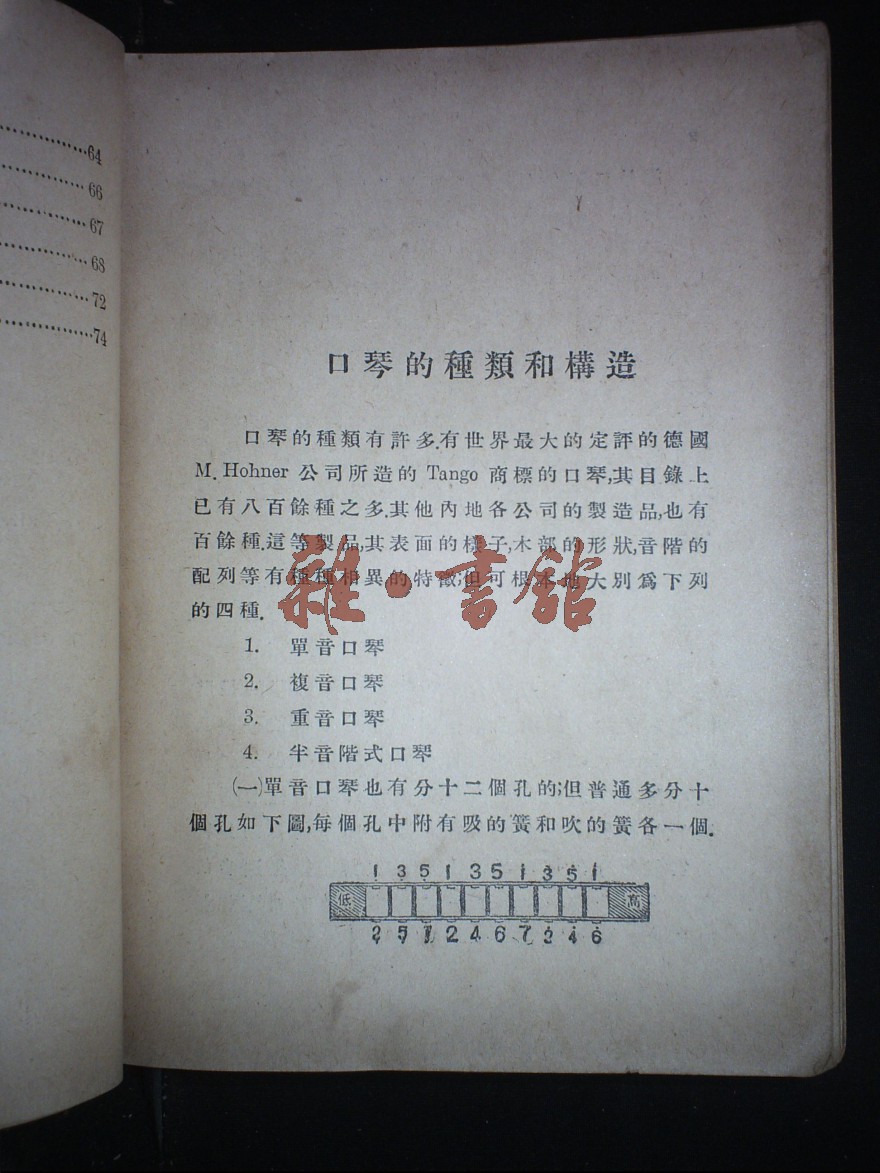 64
66
67
68
72
74
口琴的種類和構造
口琴的種類有許多.有世界最大的定評的德國
M. Hohner 公司所造的 Tango 商標的口琴,其目錄上
已有八百餘種之多.其他內地各公司的製造品,也有
百餘種.這等製品,其表面的樣子,木部的形狀,音階的
配列等有種種相異的特徵;但可根本地大別爲下列
的四種.
1. 單音口琴
2. 複音口琴
3. 重音口琴
4. 半音階式口琴
(一)單音口琴也有分十二個孔的;但普通多分十
個孔如下圖,每個孔中附有吸的簧和吹的簧各一個.
1 3 5 1 3 5 1 3 5 1
低 高
2 5 7 2 4 6 7 2 4 6
雜·書館